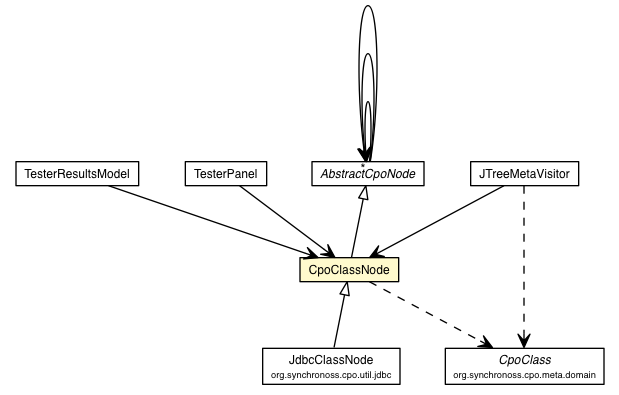 *
TesterResultsModel
TesterPanel
AbstractCpoNode
JTreeMetaVisitor
CpoClassNode
JdbcClassNode
org.synchronoss.cpo.util.jdbc
CpoClass
org.synchronoss.cpo.meta.domain